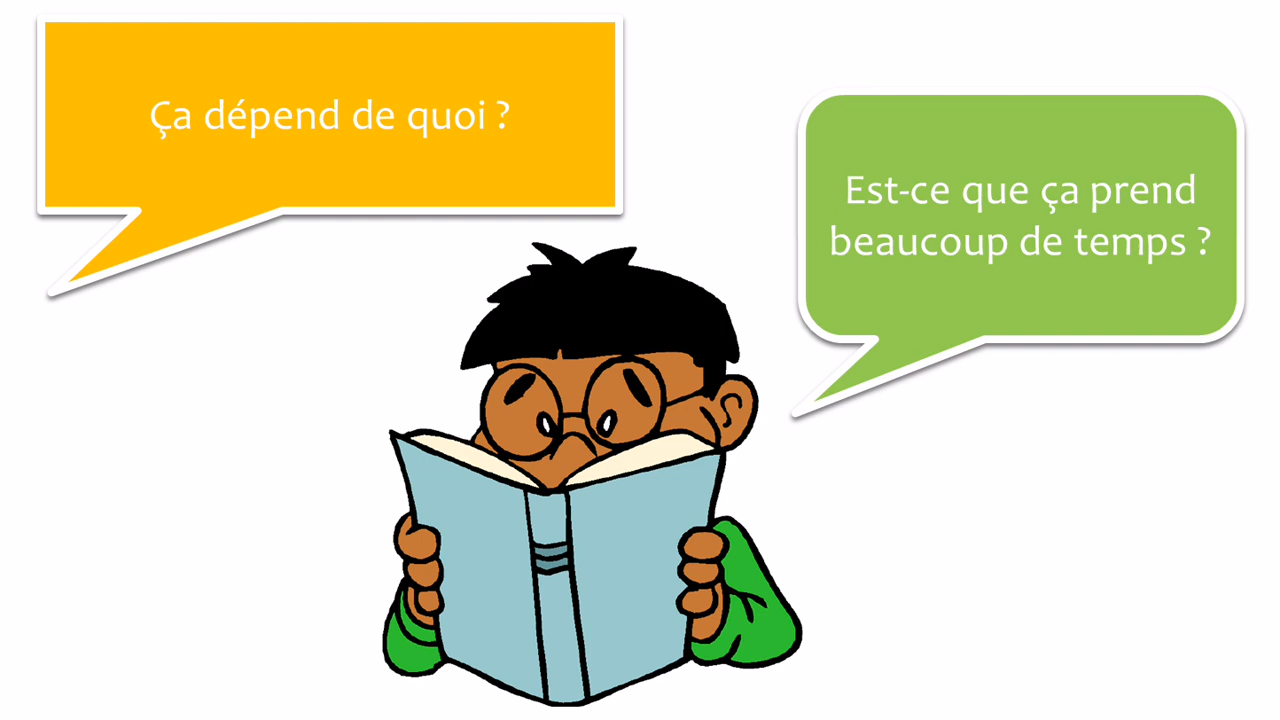 Ça dépend de quoi ?
Est-ce que ça prend
beaucoup de temps ?